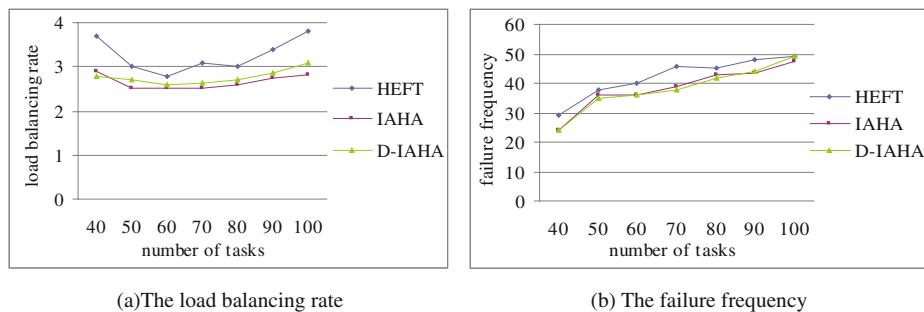 4
3
2
1
0
load balancing rate
40 50 60 70 80 90 100
number of tasks
HEFT
IAHA
D-IAHA
(a)The load balancing rate
60
50
40
30
20
10
0
failure frequency
40 50 60 70 80 90 100
number of tasks
HEFT
IAHA
D-IAHA
(b) The failure frequency